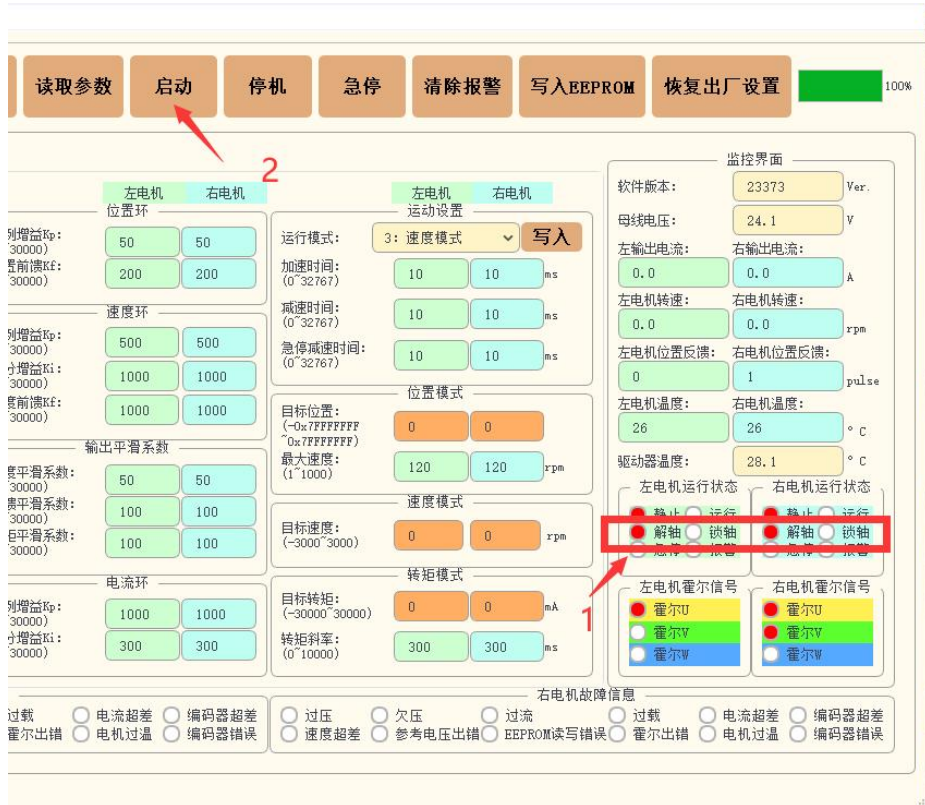 读取参数 启动 停机 急停 清除报警 写入EEPROM 恢复出厂设置 100%
2
监控界面
左电机 右电机 左电机 右电机
位置环 运动设置
软件版本: 23373 Ver.
母线电压: 24.1 V
列增益Kp:
30000) 50 50
运行模式: 3: 速度模式 写入
左输出电流: 右输出电流:
0.0 0.0 A
置前馈Kf:
30000) 200 200
加速时间:
(0~32767) 10 10 ms
左电机转速: 右电机转速:
0.0 0.0 rpm
速度环
减速时间:
(0~32767) 10 10 ms
列增益Kp:
30000) 500 500
急停减速时间:
(0~32767) 10 10 ms
左电机位置反馈: 右电机位置反馈:
0 1 pulse
分增益Ki:
30000) 1000 1000
度前馈Kf:
30000) 1000 1000
位置模式
目标位置:
(-0x7FFFFFFF
~0x7FFFFFFF) 0 0
左电机温度: 右电机温度:
26 26 °C
输出平滑系数
最大速度:
(1~1000) 120 120 rpm
驱动器温度: 28.1 °C
度平滑系数:
30000) 50 50
馈平滑系数:
30000) 100 100
矩平滑系数:
30000) 100 100
速度模式
目标速度:
(-3000~3000) 0 0 rpm
左电机运行状态 右电机运行状态
静止 运行 静止 运行
解轴 锁轴 解轴 锁轴
急停 报警 急停 报警
1
电流环
转矩模式
列增益Kp:
30000) 1000 1000
目标转矩:
(-30000~30000) 0 0 mA
分增益Ki:
30000) 300 300
转矩斜率:
(0~10000) 300 300 ms
左电机霍尔信号 右电机霍尔信号
霍尔U 霍尔U
霍尔V 霍尔V
霍尔W 霍尔W
右电机故障信息
过载 电流超差 编码器超差 过压 欠压 过流 过载 电流超差 编码器超差
霍尔出错 电机过温 编码器错误 速度超差 参考电压出错 EEPROM读写错误 霍尔出错 电机过温 编码器错误